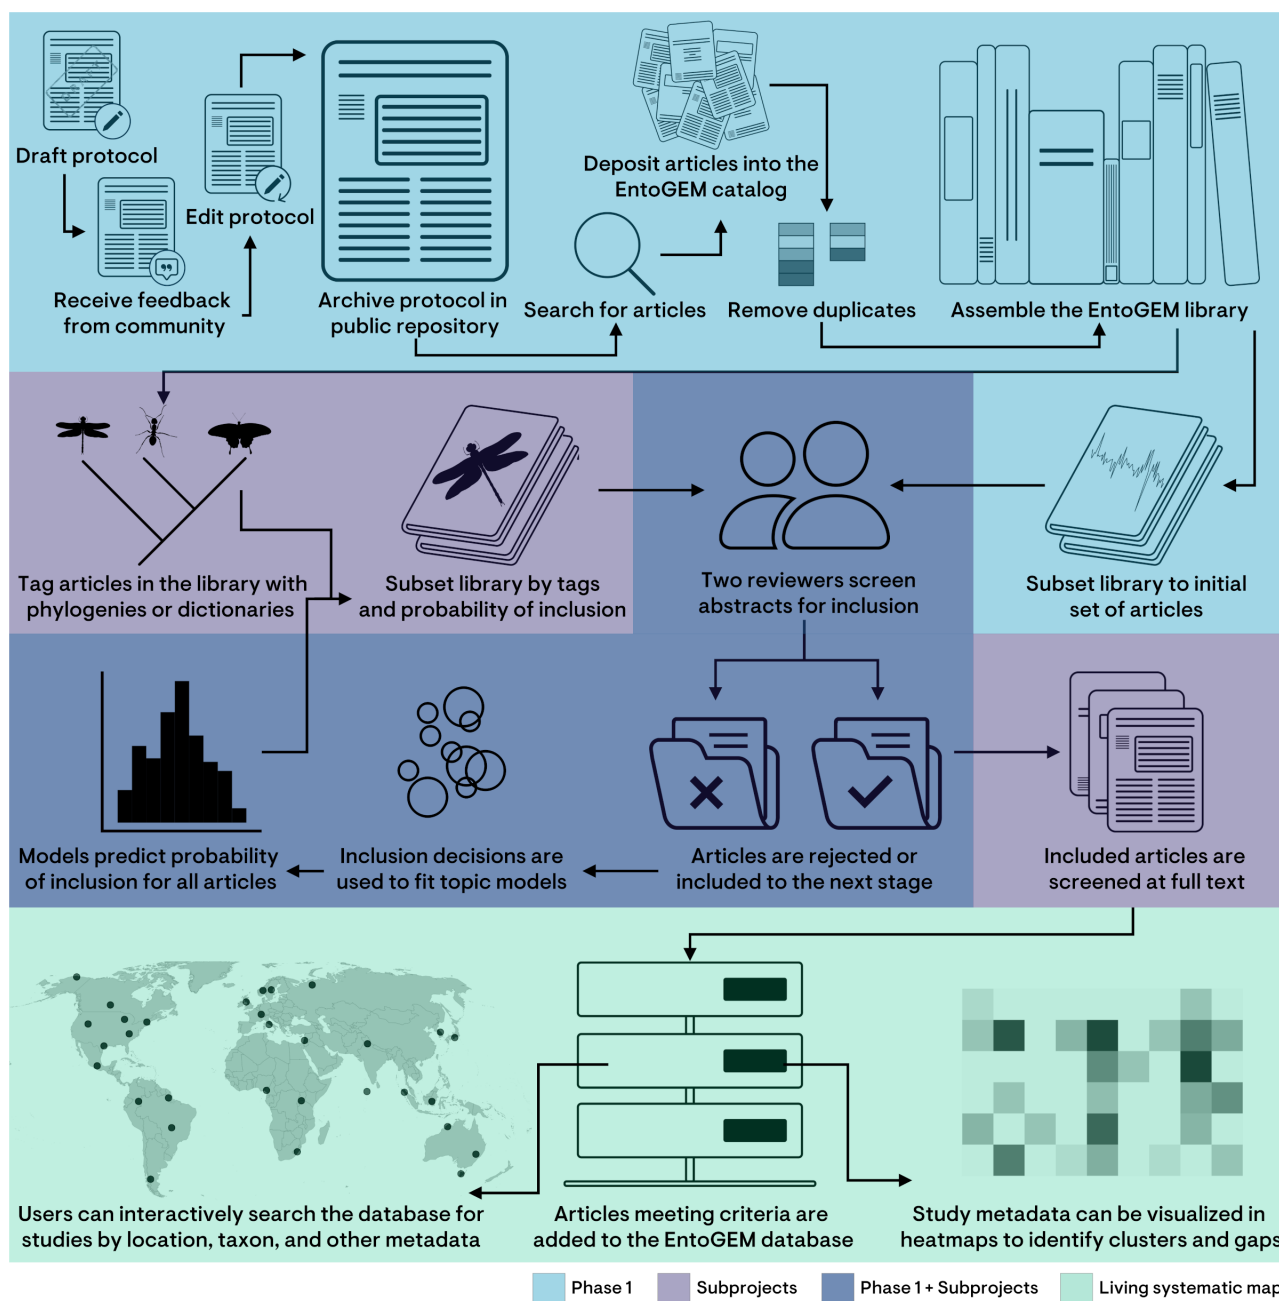 Draft protocol
Receive feedback
from community
Edit protocol
Archive protocol in
public repository
Search for articles
Deposit articles into the
EntoGEM catalog
Remove duplicates
Assemble the EntoGEM library
Tag articles in the library with
phylogenies or dictionaries
Subset library by tags
and probability of inclusion
Two reviewers screen
abstracts for inclusion
Subset library to initial
set of articles
Models predict probability
of inclusion for all articles
Inclusion decisions are
used to fit topic models
Articles are rejected or
included to the next stage
Included articles are
screened at full text
Users can interactively search the database for
studies by location, taxon, and other metadata
Articles meeting criteria are
added to the EntoGEM database
Study metadata can be visualized in
heatmaps to identify clusters and gaps
Phase 1
Subprojects
Phase 1 + Subprojects
Living systematic map